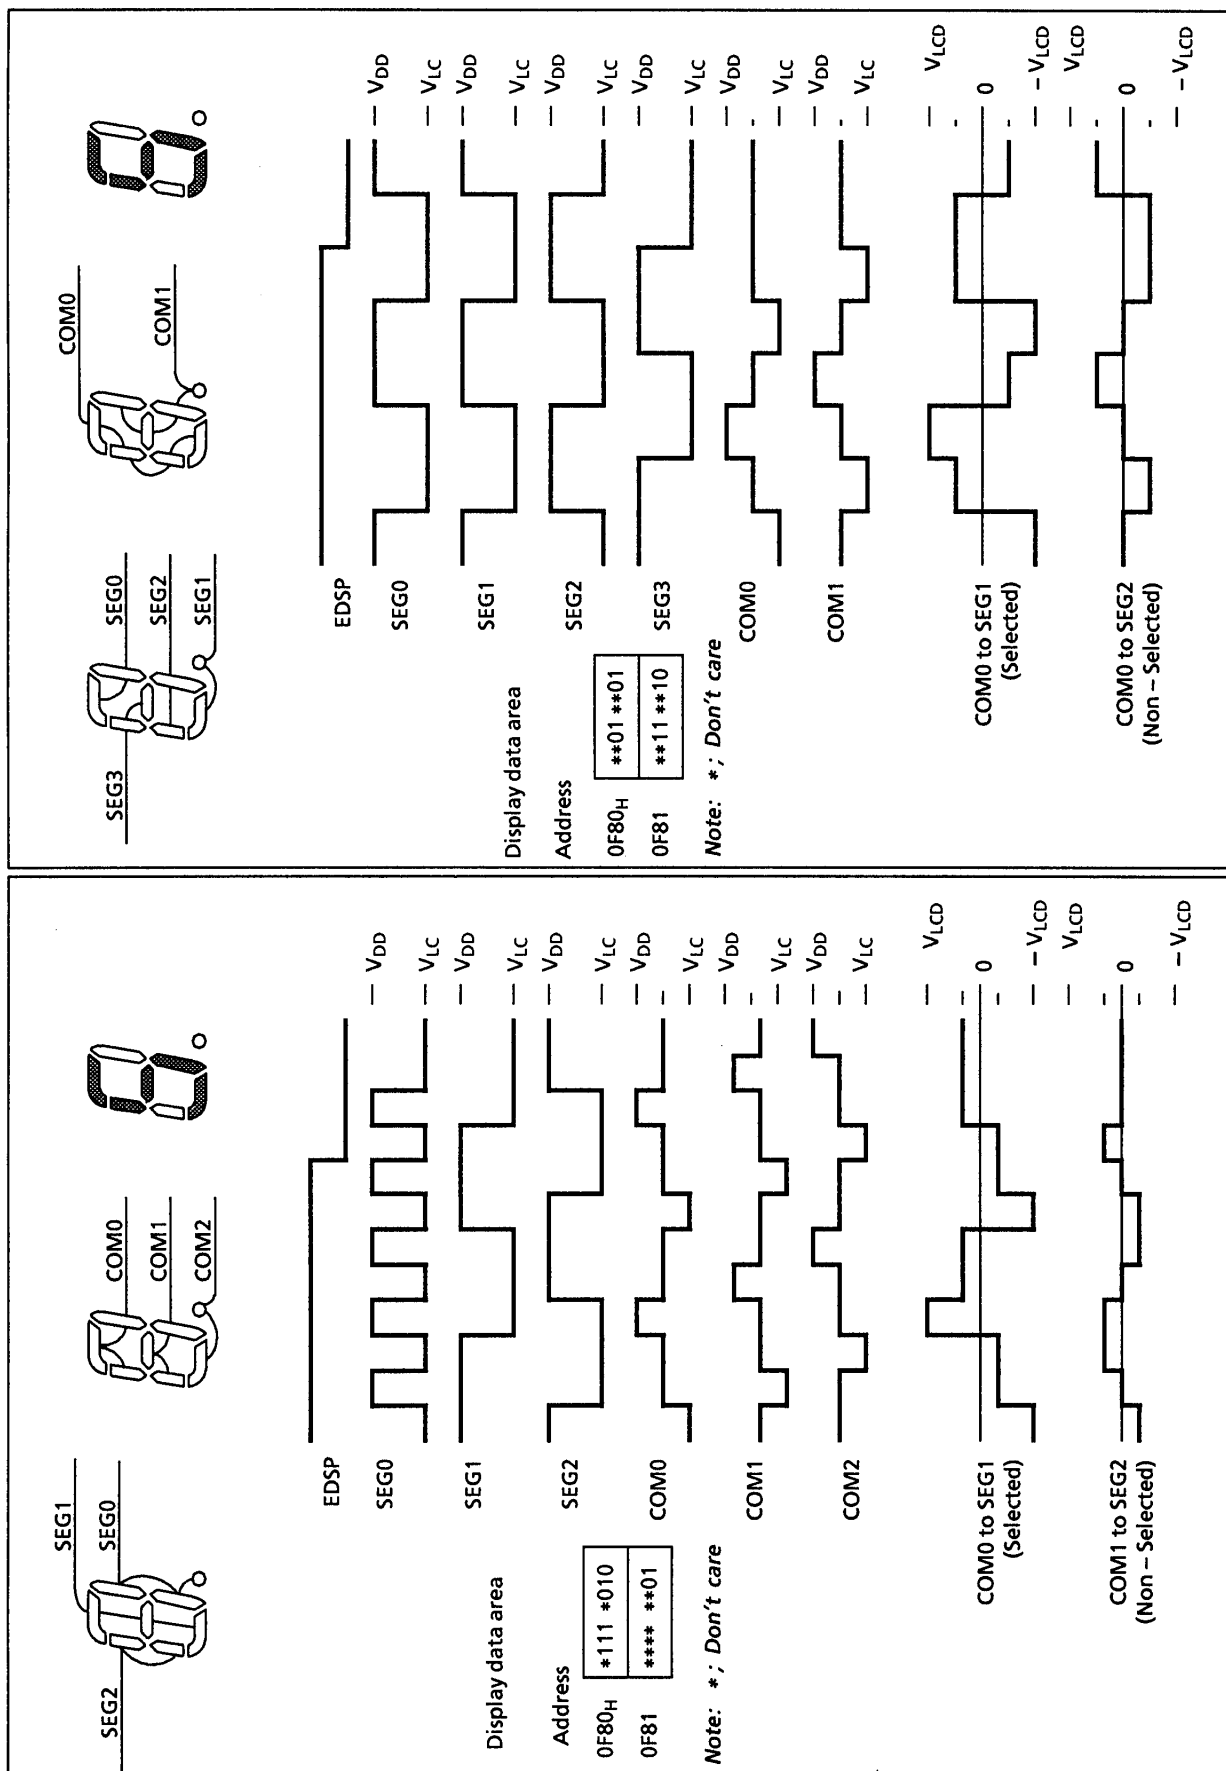 SEG2
SEG1
SEG0
COM0
COM1
COM2
Display data area
Address
0F80H *111 *010
0F81 **** **01
Note: *; Don't care
EDSP
SEG0 VDD
VLC
SEG1 VDD
VLC
SEG2 VDD
VLC
COM0 VDD
VLC
COM1 VDD
VLC
COM2 VDD
VLC
COM0 to SEG1
(Selected)
VLCD
0
– VLCD
COM1 to SEG2
(Non – Selected)
VLCD
0
– VLCD
SEG3
SEG0
SEG2
SEG1
COM0
COM1
Display data area
Address
0F80H **01 **01
0F81 **11 **10
Note: *; Don't care
EDSP
SEG0 VDD
VLC
SEG1 VDD
VLC
SEG2 VDD
VLC
SEG3 VDD
VLC
COM0 VDD
VLC
COM1 VDD
VLC
COM0 to SEG1
(Selected)
VLCD
0
– VLCD
COM0 to SEG2
(Non – Selected)
VLCD
0
– VLCD